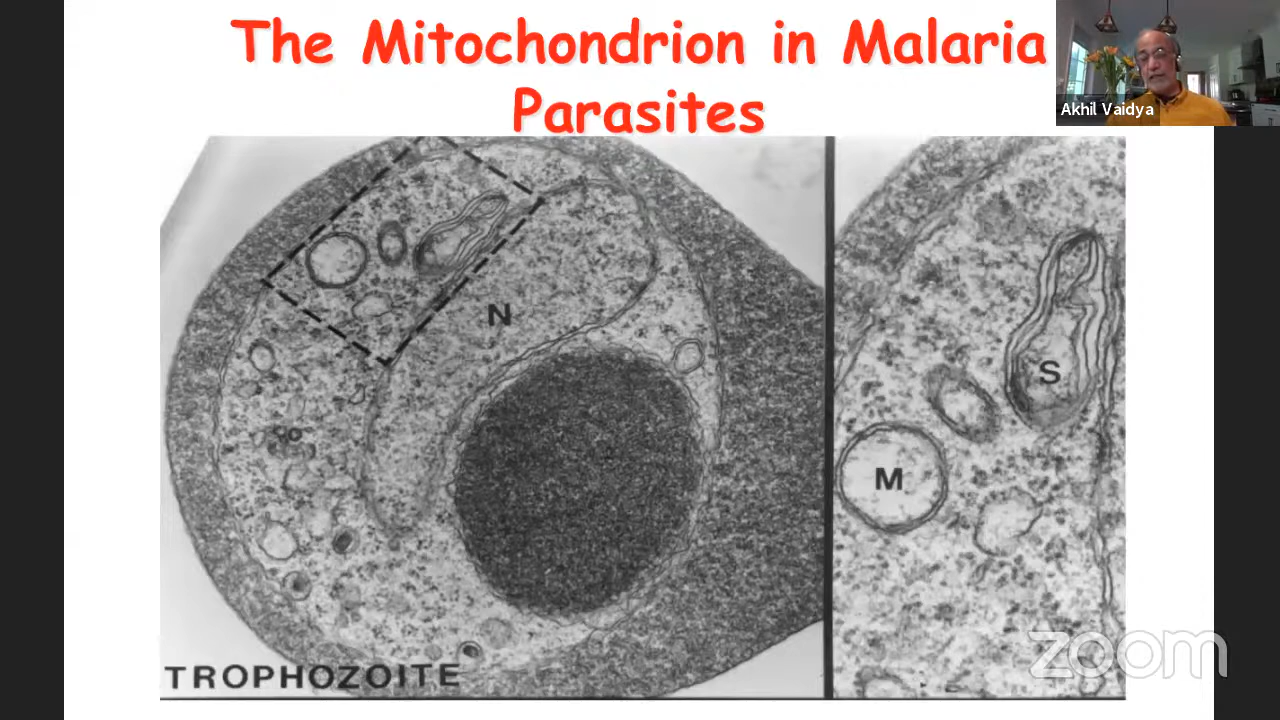 The Mitochondrion in Malaria
Parasites
Akhil Vaidya
N
S
M
TROPHOZOITE
zoom